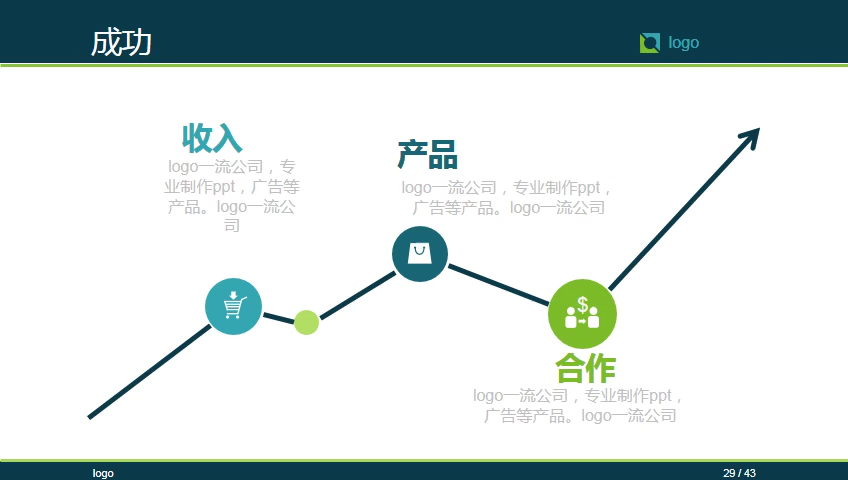 成功
logo
收入
logo一流公司，专
业制作ppt，广告等
产品。logo一流公
司
产品
logo一流公司，专业制作ppt，
广告等产品。logo一流公司
$
合作
logo一流公司，专业制作ppt，
广告等产品。logo一流公司
logo
29 / 43